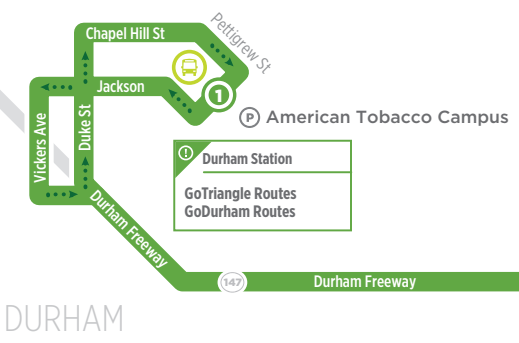 Chapel Hill St
Pettigrew St
Jackson
1
P American Tobacco Campus
Vickers Ave
Duke St
! Durham Station
GoTriangle Routes
GoDurham Routes
Durham Freeway
147
Durham Freeway
DURHAM